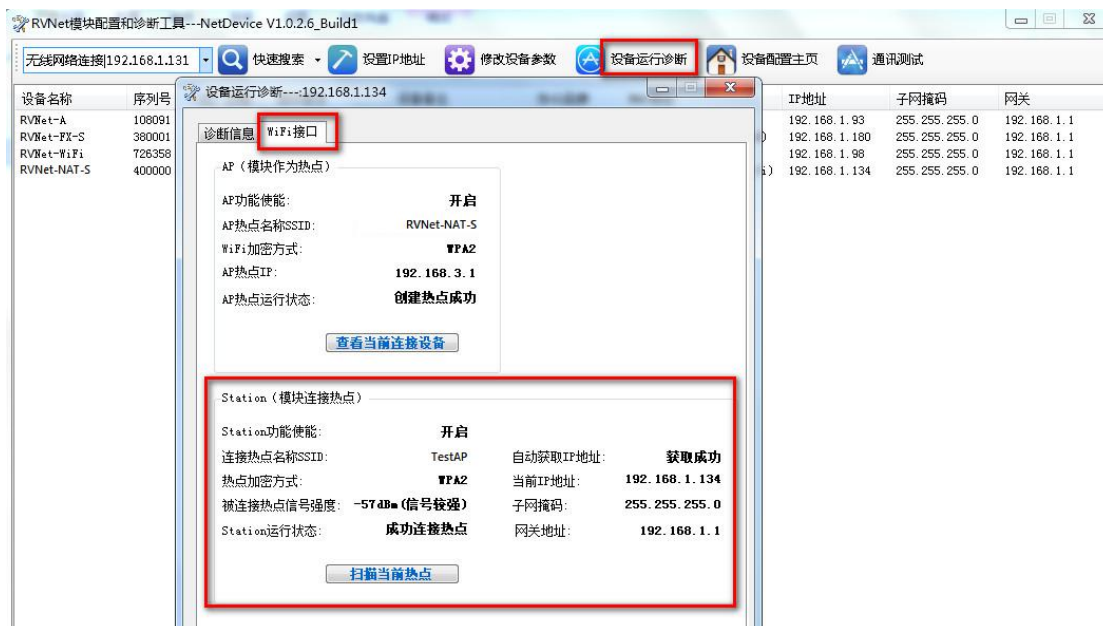 RVNet模块配置和诊断工具---NetDevice V1.0.2.6_Build1
无线网络连接|192.168.1.131 快速搜索 设置IP地址 修改设备参数 设备运行诊断 设备配置主页 通讯测试
设备名称 序列号 IP地址 子网掩码 网关
RVNet-A 108091 192.168.1.93 255.255.255.0 192.168.1.1
RVNet-FX-S 380001 ) 192.168.1.180 255.255.255.0 192.168.1.1
RVNet-WiFi 726358 192.168.1.98 255.255.255.0 192.168.1.1
RVNet-NAT-S 400000 i) 192.168.1.134 255.255.255.0 192.168.1.1
设备运行诊断---:192.168.1.134
诊断信息 WiFi接口
AP（模块作为热点）
AP功能使能: 开启
AP热点名称SSID: RVNet-NAT-S
WiFi加密方式: WPA2
AP热点IP: 192.168.3.1
AP热点运行状态: 创建热点成功
查看当前连接设备
Station（模块连接热点）
Station功能使能: 开启
连接热点名称SSID: TestAP 自动获取IP地址: 获取成功
热点加密方式: WPA2 当前IP地址: 192.168.1.134
被连接热点信号强度: -57dBm(信号较强) 子网掩码: 255.255.255.0
Station运行状态: 成功连接热点 网关地址: 192.168.1.1
扫描当前热点